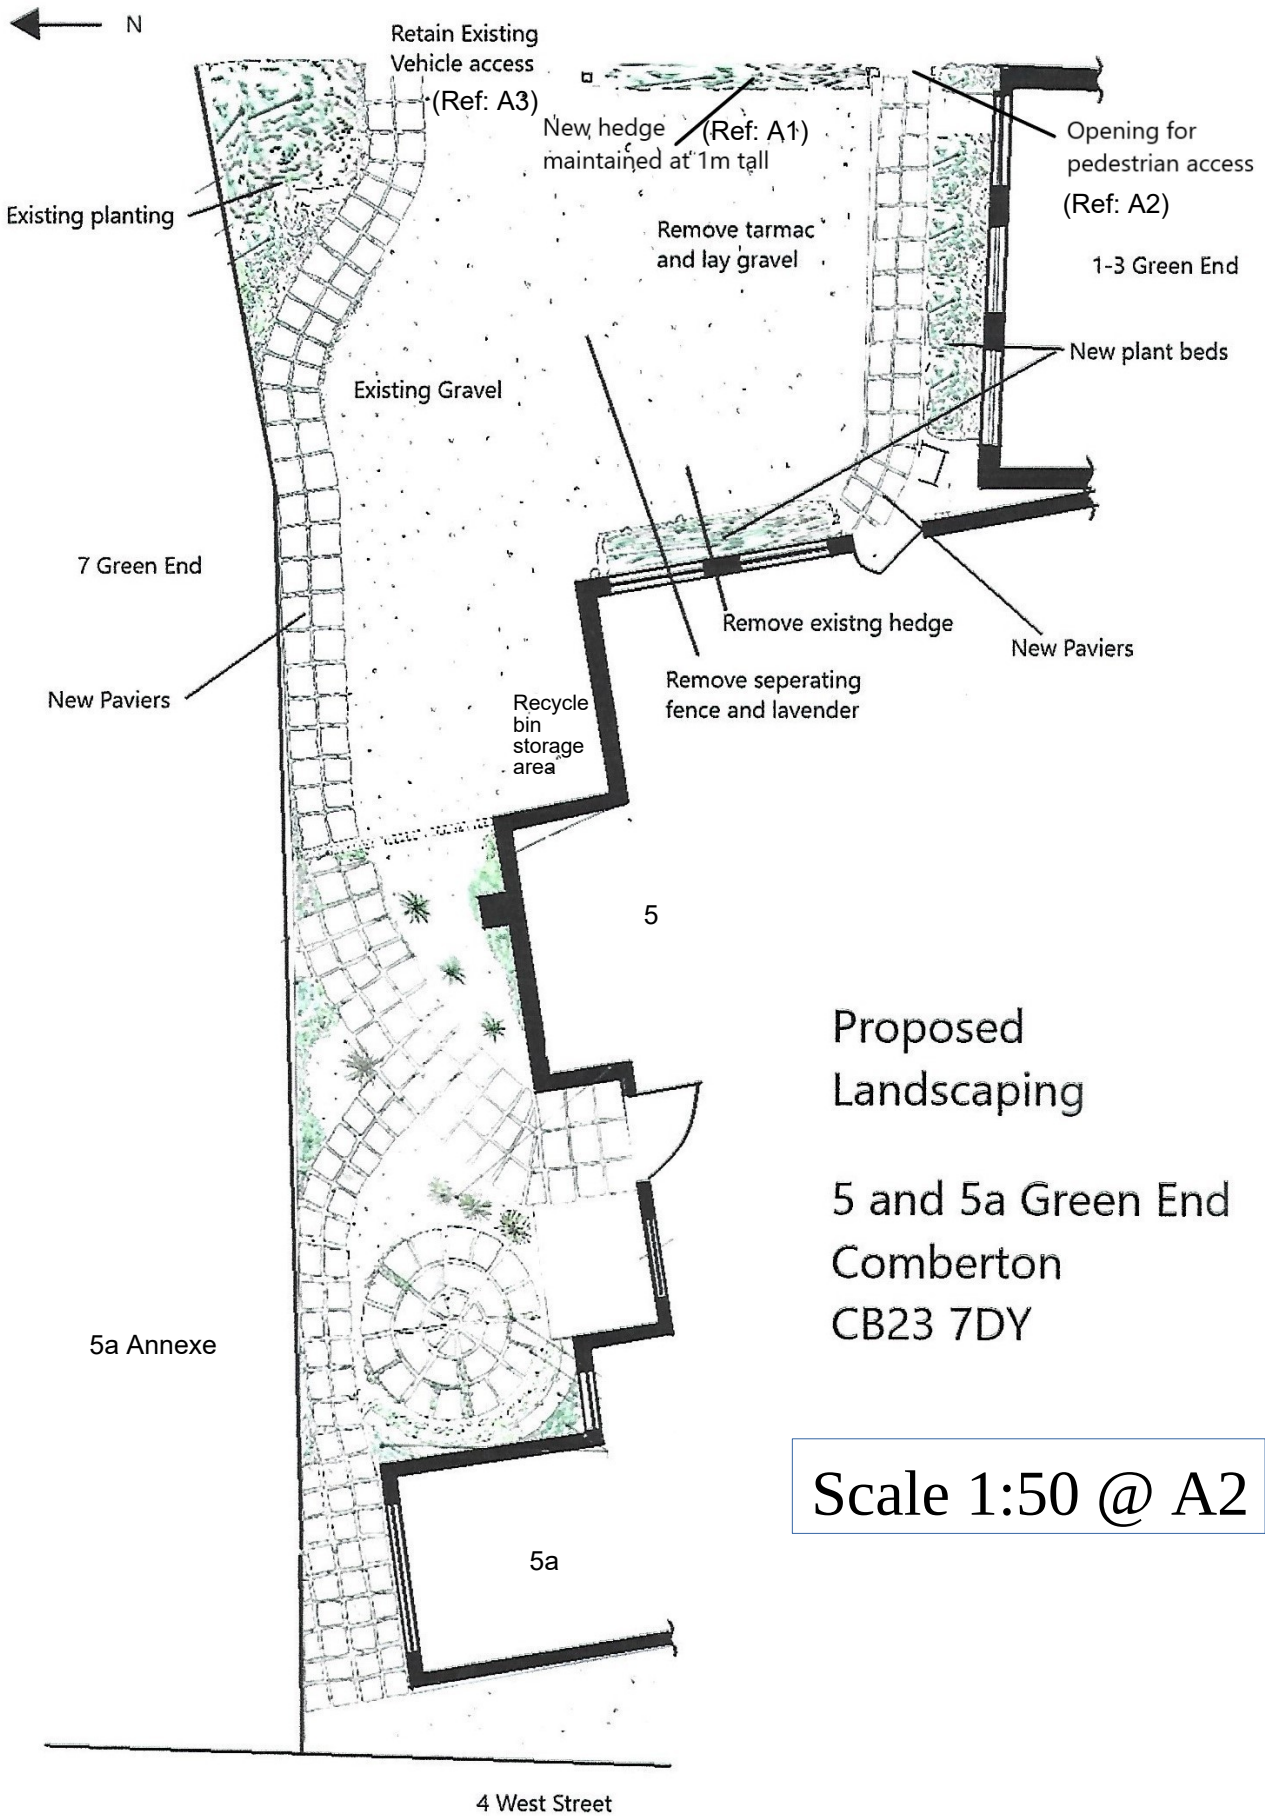 N
Retain Existing
Vehicle access
(Ref: A3)
New hedge
maintained at 1m tall
(Ref: A1)
Opening for
pedestrian access
(Ref: A2)
Existing planting
Remove tarmac
and lay gravel
1-3 Green End
New plant beds
Existing Gravel
7 Green End
Remove existng hedge
New Paviers
Remove seperating
fence and lavender
New Paviers
Recycle
bin
storage
area
5
Proposed
Landscaping
5 and 5a Green End
Comberton
CB23 7DY
5a Annexe
Scale 1:50 @ A2
5a
4 West Street